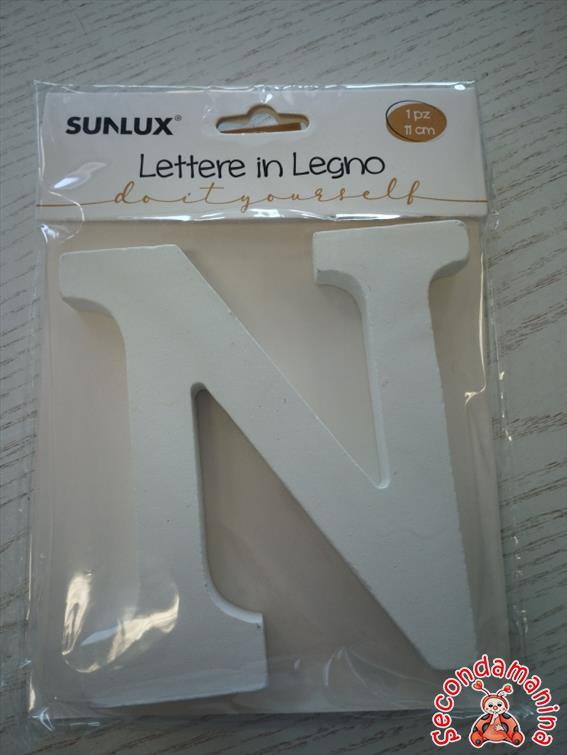 SUNLUX®
1 pz
11 cm
Lettere in Legno
do it yourself
N
secondamanina